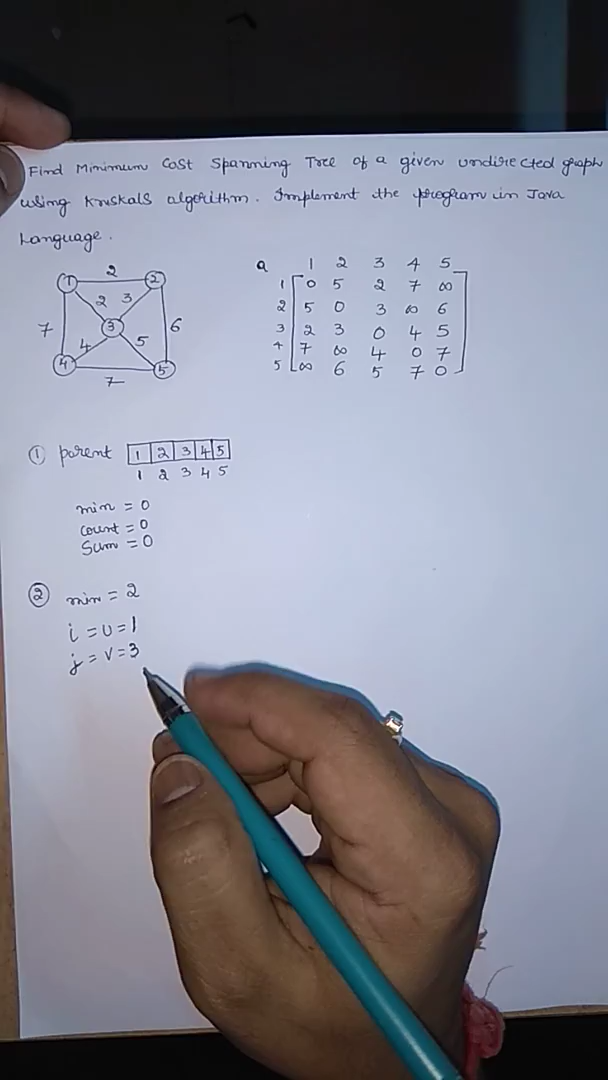 Find Minimum Cost Spanning Tree of a given undirected graph
using Kruskals algorithm. Implement the program in Java
Language.
1 2 2
2 3
3
7 6
4 5
4 5
7
a 1 2 3 4 5
1 0 5 2 7 ∞
2 5 0 3 ∞ 6
3 2 3 0 4 5
4 7 ∞ 4 0 7
5 ∞ 6 5 7 0
① parent 1 2 3 4 5
1 2 3 4 5
min = 0
count = 0
Sum = 0
② min = 2
i = u = 1
j = v = 3